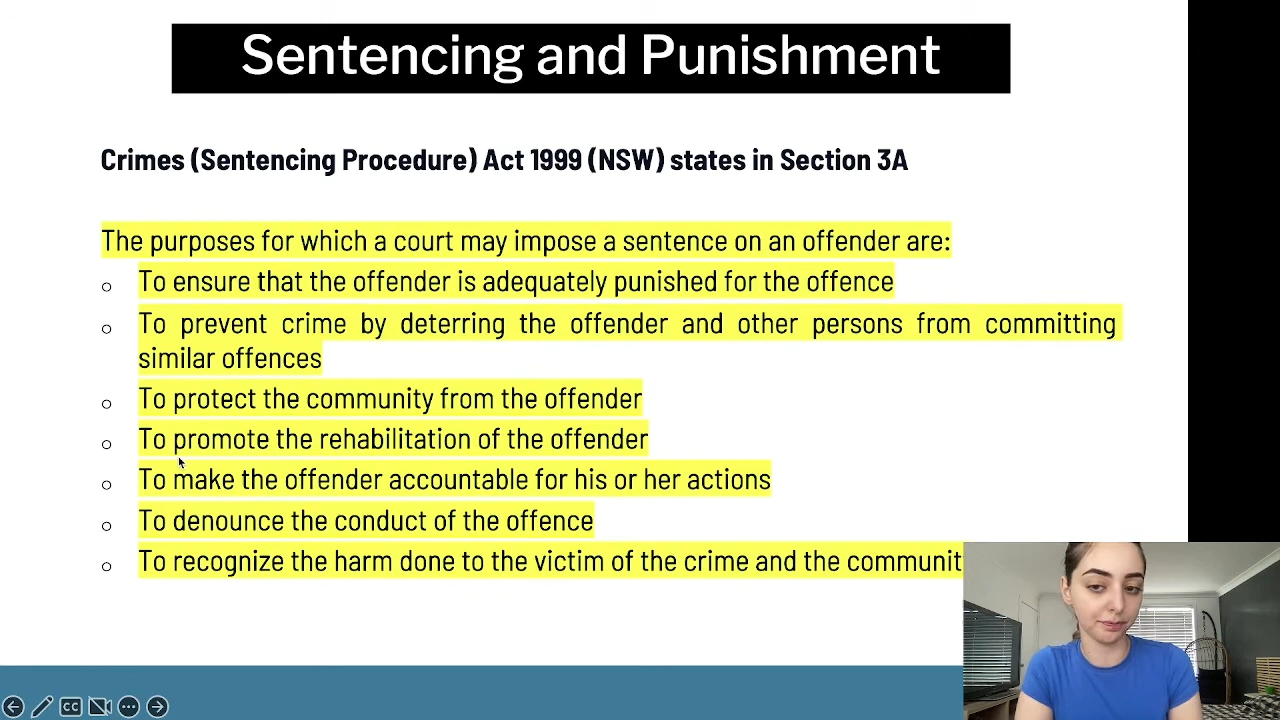 Sentencing and Punishment
Crimes (Sentencing Procedure) Act 1999 (NSW) states in Section 3A
The purposes for which a court may impose a sentence on an offender are:
To ensure that the offender is adequately punished for the offence
To prevent crime by deterring the offender and other persons from committing
similar offences
To protect the community from the offender
To promote the rehabilitation of the offender
To make the offender accountable for his or her actions
To denounce the conduct of the offence
To recognize the harm done to the victim of the crime and the communit
CC